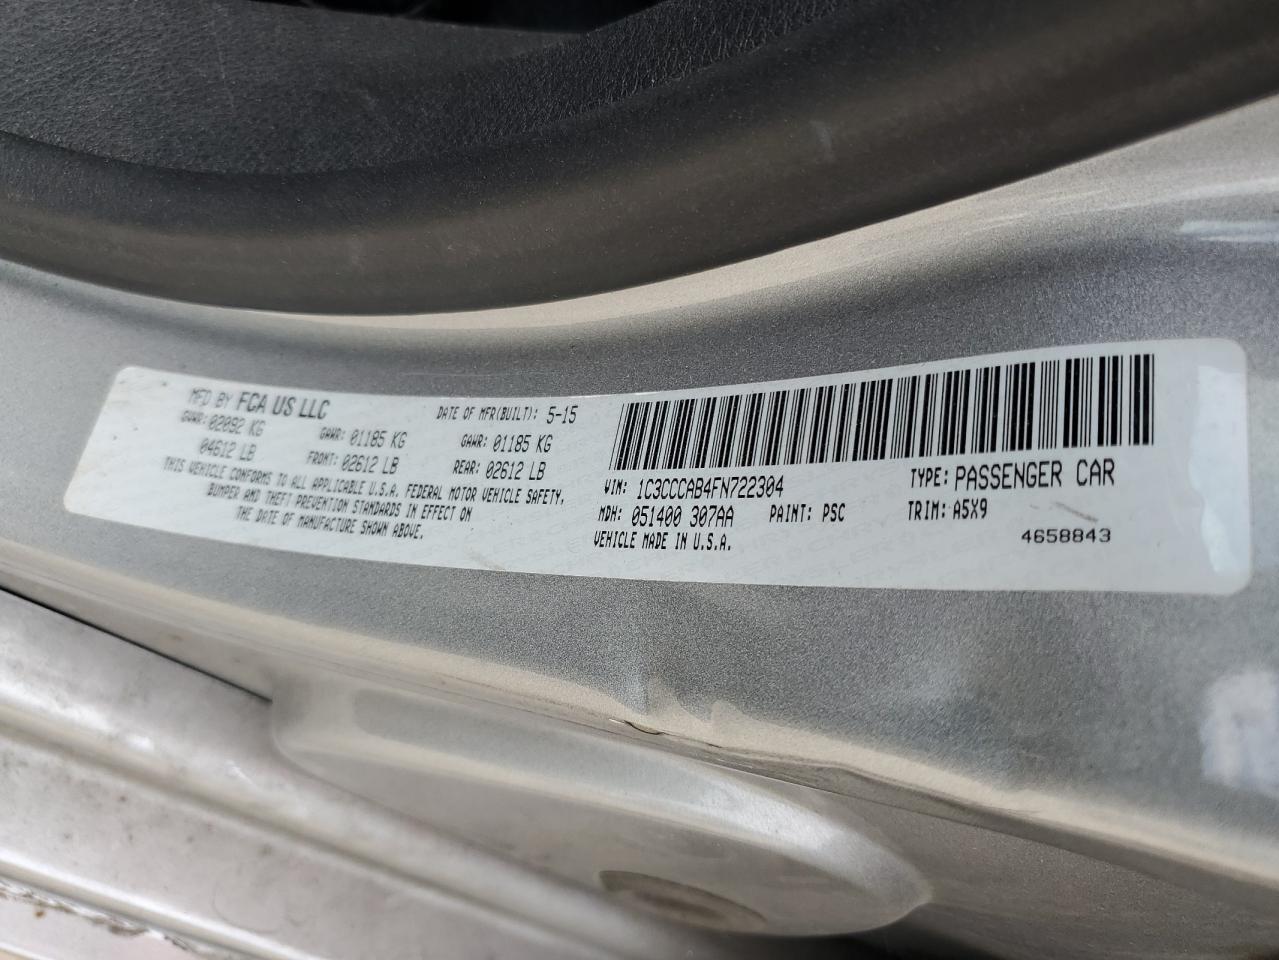 MFD BY FGA US LLC DATE OF MFR(BUILT): 5-15
GVWR: 02092 KG GAWR: 01185 KG GAWR: 01185 KG
04612 LB FRONT: 02612 LB REAR: 02612 LB
THIS VEHICLE CONFORMS TO ALL APPLICABLE U.S.A. FEDERAL MOTOR VEHICLE SAFETY,
BUMPER AND THEFT PREVENTION STANDARDS IN EFFECT ON
THE DATE OF MANUFACTURE SHOWN ABOVE.
VIN: 1C3CCCAB4FN722304 TYPE: PASSENGER CAR
MDH: 051400 307AA PAINT: PSC TRIM: A5X9
VEHICLE MADE IN U.S.A. 4658843